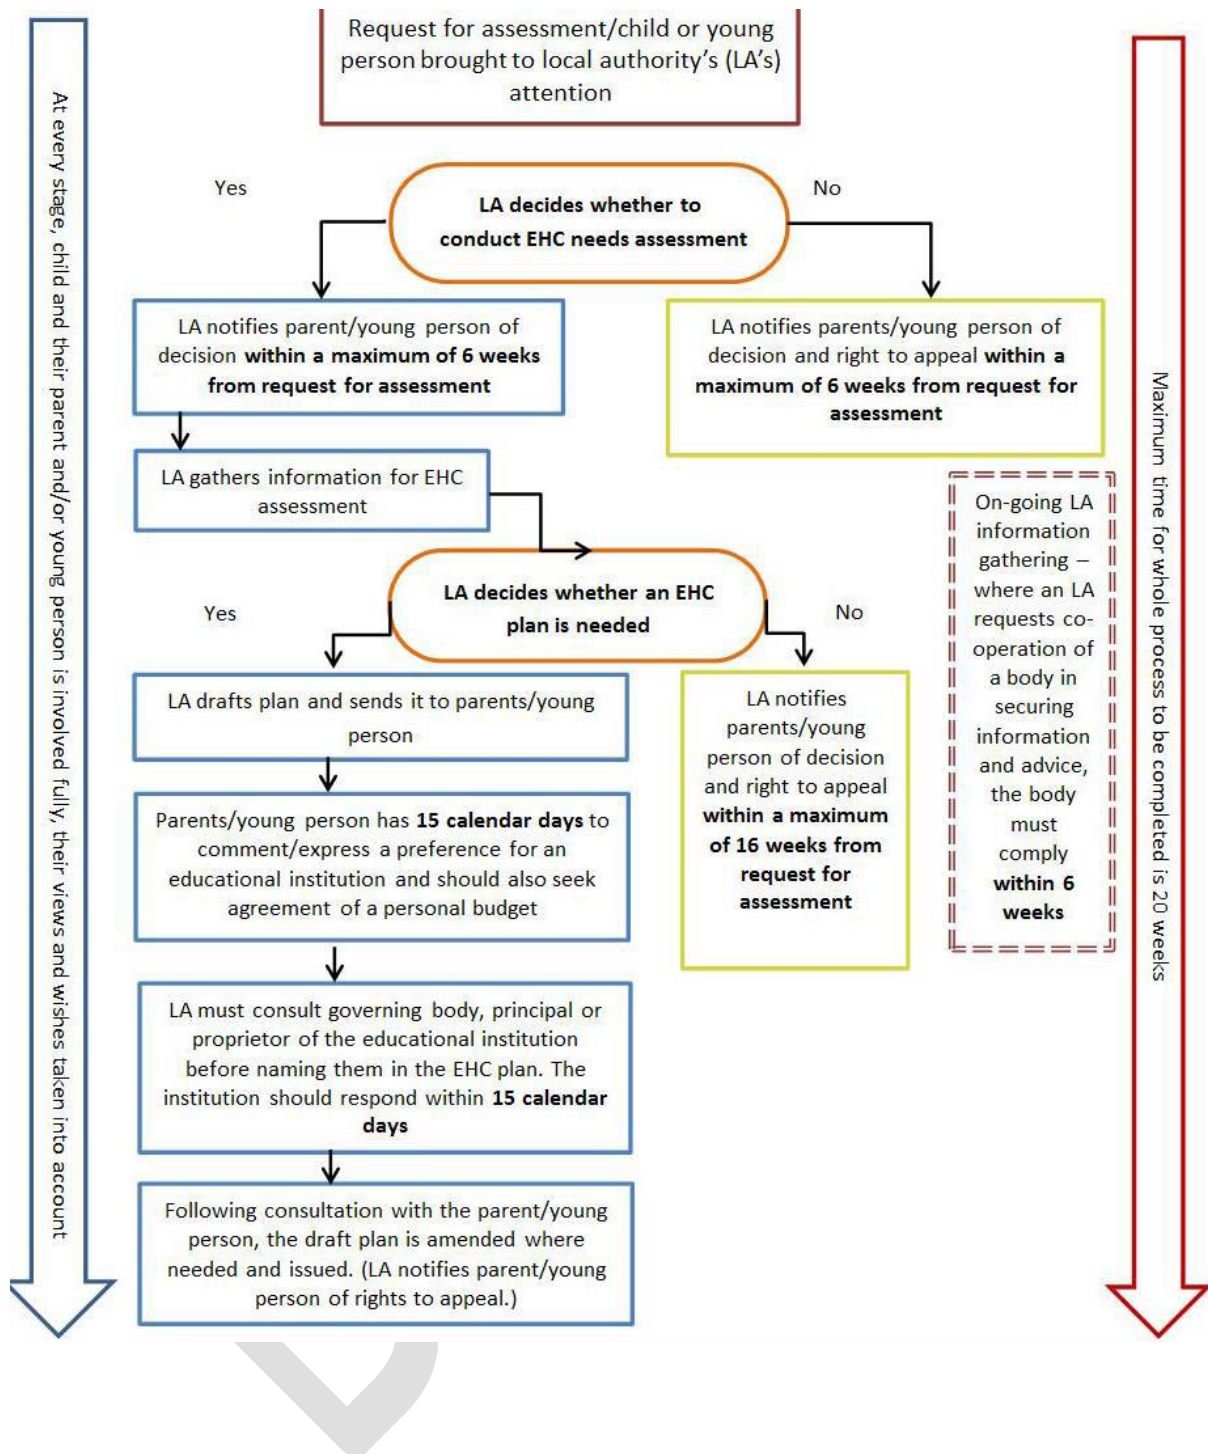 Request for assessment/child or young
person brought to local authority's (LA's)
attention
At every stage, child and their parent and/or young person is involved fully, their views and wishes taken into account
Maximum time for whole process to be completed is 20 weeks
Yes
No
LA decides whether to
conduct EHC needs assessment
LA notifies parent/young person of
decision within a maximum of 6 weeks
from request for assessment
LA notifies parents/young person of
decision and right to appeal within a
maximum of 6 weeks from request for
assessment
LA gathers information for EHC
assessment
On-going LA
information
gathering –
where an LA
requests co-
operation of
a body in
securing
information
and advice,
the body
must
comply
within 6
weeks
LA decides whether an EHC
plan is needed
Yes
No
LA drafts plan and sends it to parents/young
person
LA notifies
parents/young
person of decision
and right to appeal
within a maximum
of 16 weeks from
request for
assessment
Parents/young person has 15 calendar days to
comment/express a preference for an
educational institution and should also seek
agreement of a personal budget
LA must consult governing body, principal or
proprietor of the educational institution
before naming them in the EHC plan. The
institution should respond within 15 calendar
days
Following consultation with the parent/young
person, the draft plan is amended where
needed and issued. (LA notifies parent/young
person of rights to appeal.)